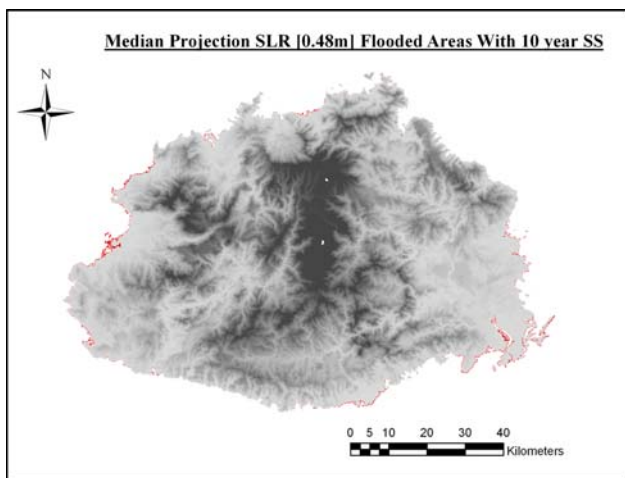 Median Projection SLR [0.48m] Flooded Areas With 10 year SS
N
0 5 10 20 30 40
Kilometers